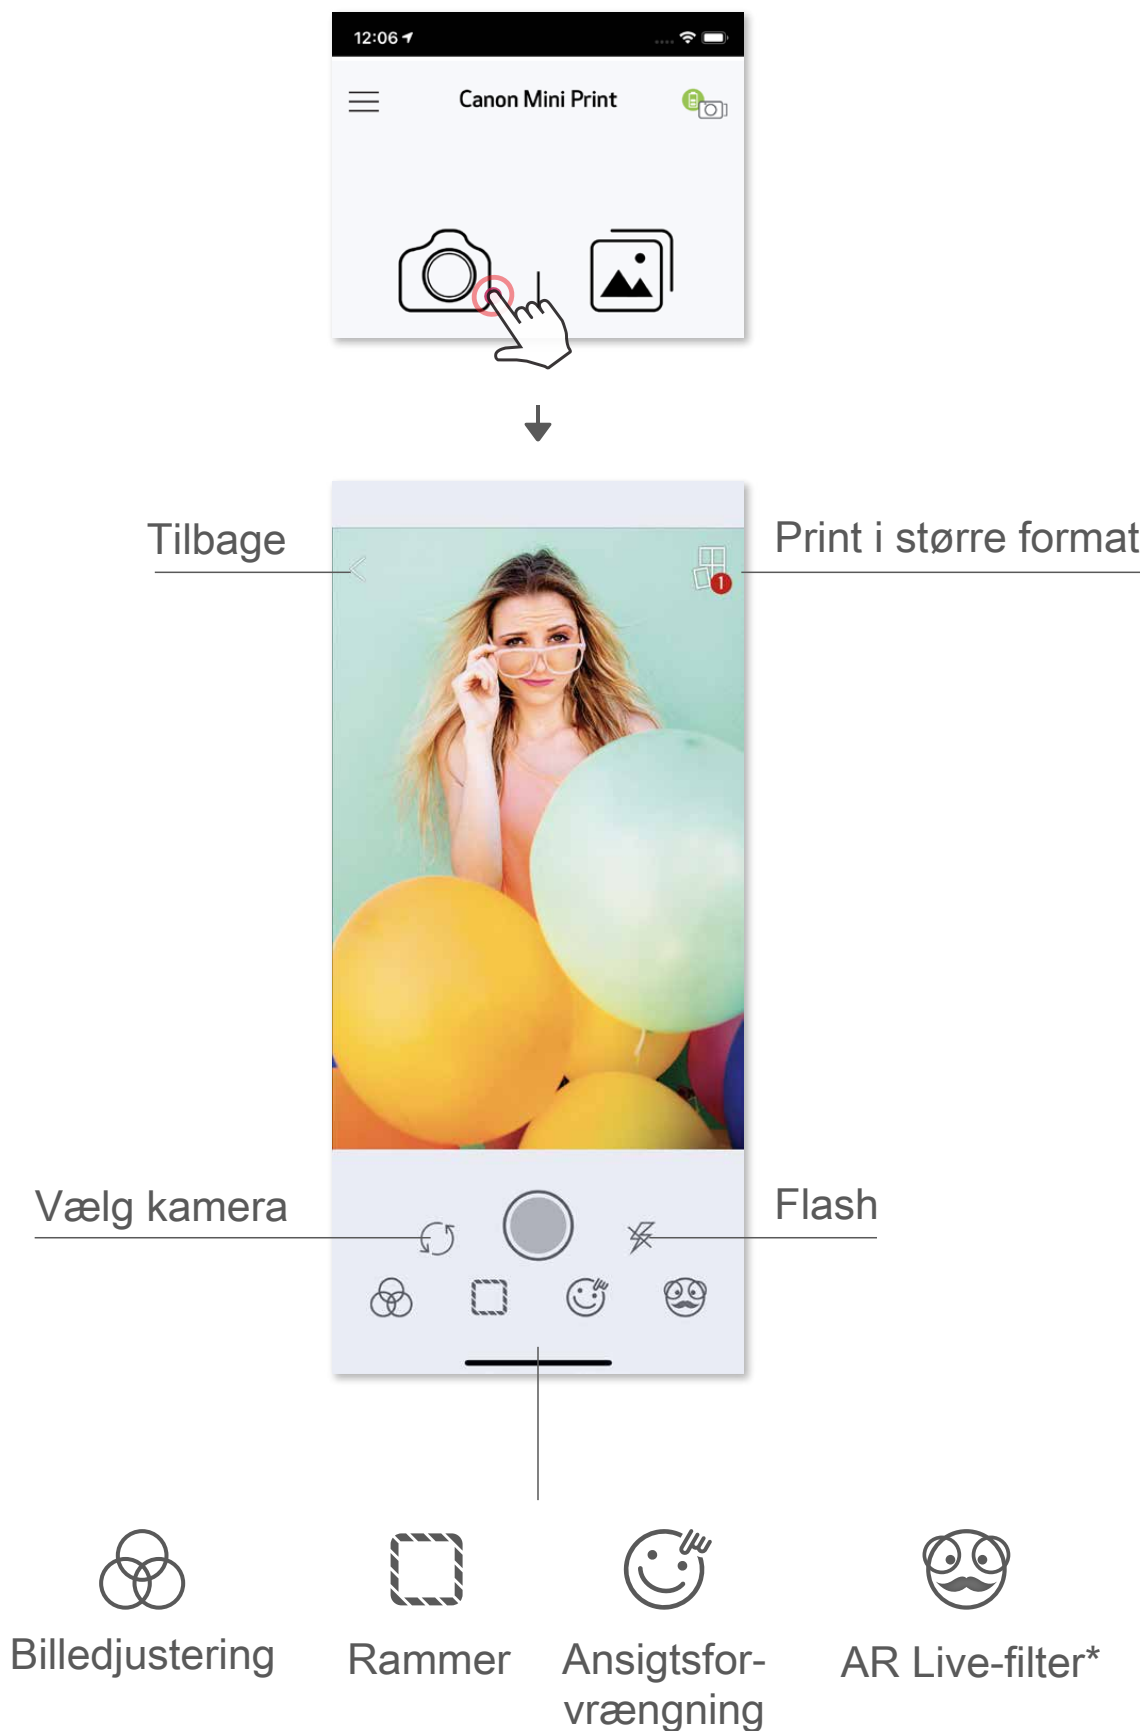 12:06
Canon Mini Print
Tilbage
Print i større format
1
Vælg kamera
Flash
Billedjustering
Rammer
Ansigtsfor-
vrængning
AR Live-filter*